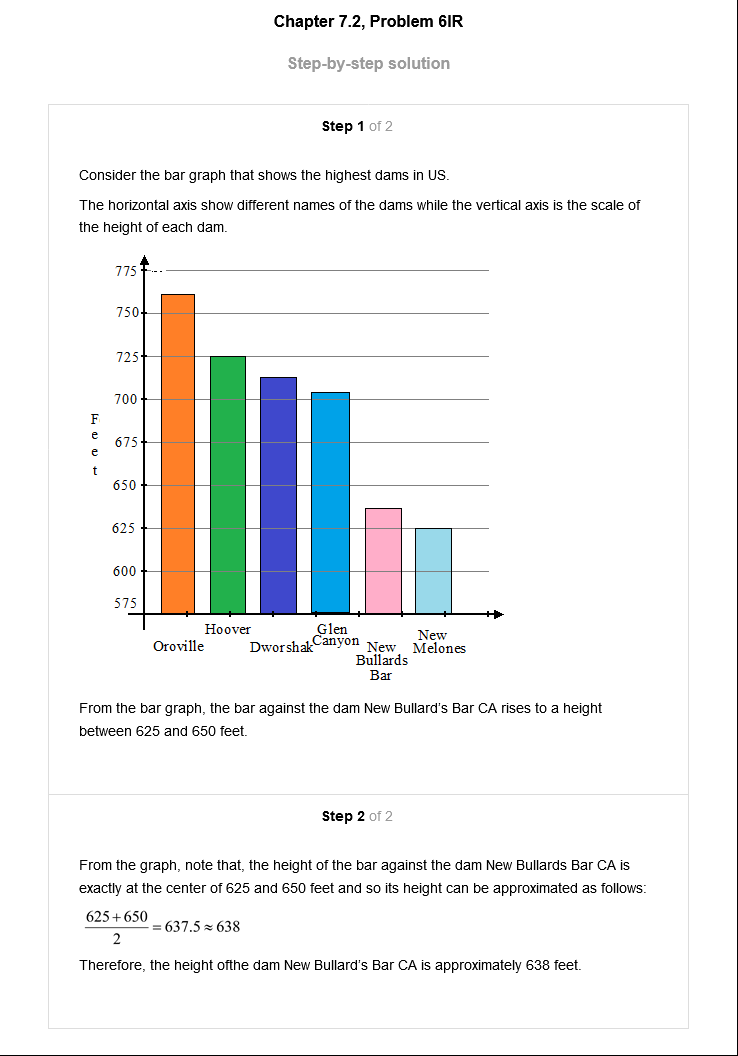 Chapter 7.2, Problem 6IR
Step-by-step solution
Step 1 of 2
Consider the bar graph that shows the highest dams in US.
The horizontal axis show different names of the dams while the vertical axis is the scale of
the height of each dam.
775
750
725
700
675
650
625
600
575
Feet
Oroville
Hoover
Dworshak
Glen
Canyon
New
Bullards
Bar
New
Melones
From the bar graph, the bar against the dam New Bullard's Bar CA rises to a height
between 625 and 650 feet.
Step 2 of 2
From the graph, note that, the height of the bar against the dam New Bullards Bar CA is
exactly at the center of 625 and 650 feet and so its height can be approximated as follows:
625+650
2
= 637.5 ≈ 638
Therefore, the height ofthe dam New Bullard's Bar CA is approximately 638 feet.